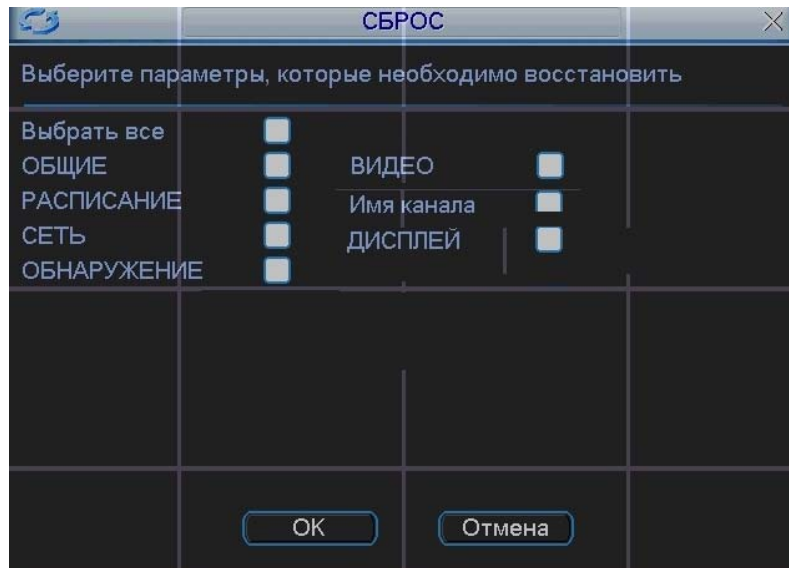 СБРОС
Выберите параметры, которые необходимо восстановить
Выбрать все
ОБЩИЕ ВИДЕО
РАСПИСАНИЕ Имя канала
СЕТЬ ДИСПЛЕЙ
ОБНАРУЖЕНИЕ
OK Отмена